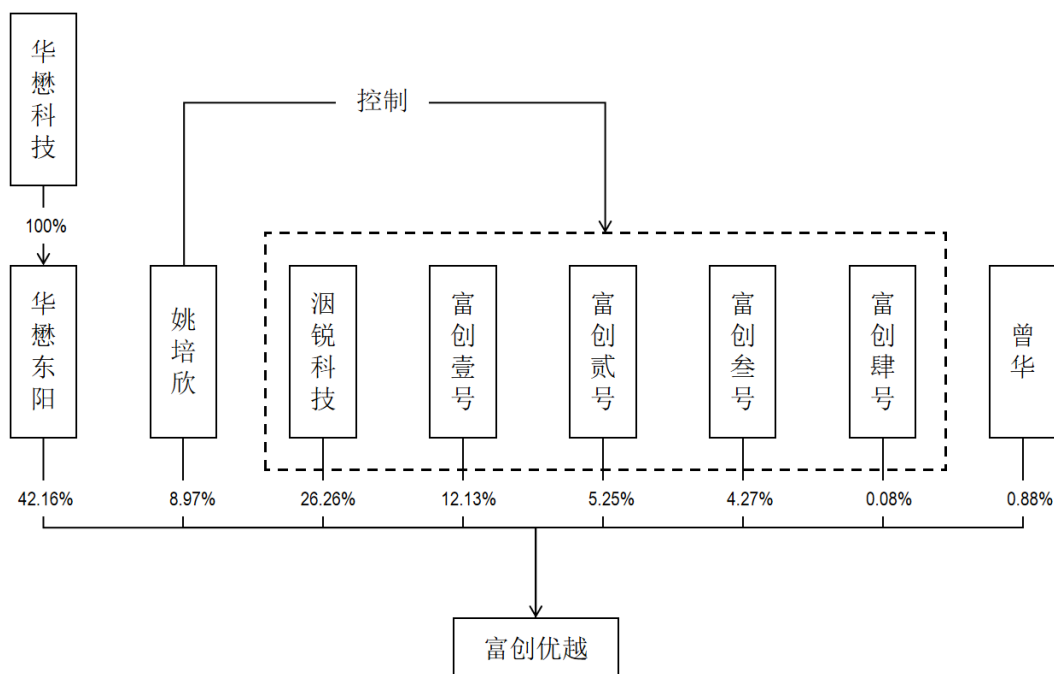 华懋科技
控制
100%
华懋东阳
姚培欣
洇锐科技
富创壹号
富创贰号
富创叁号
富创肆号
曾华
42.16%
8.97%
26.26%
12.13%
5.25%
4.27%
0.08%
0.88%
富创优越